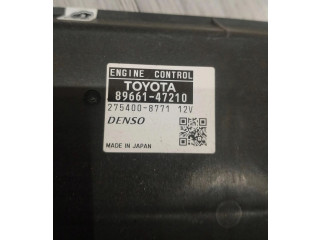 ENGINE CONTROL
TOYOTA
89661-47210
275400-8771 12V
DENSO
MADE IN JAPAN